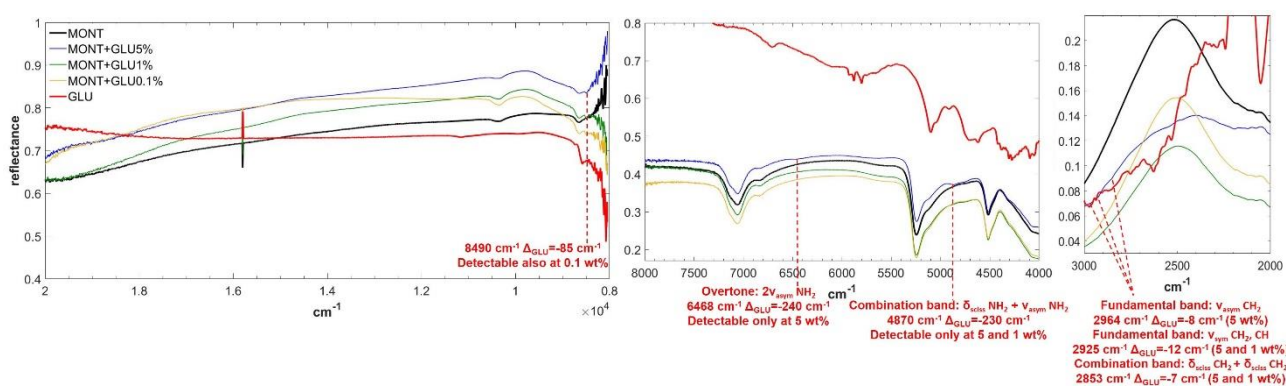 MONT
MONT+GLU5%
MONT+GLU1%
MONT+GLU0.1%
GLU
reflectance
1
0.9
0.8
0.7
0.6
0.5
0.4
2
1.8
1.6
1.4
1.2
1
0.8
×10⁴
cm⁻¹
8490 cm⁻¹ Δ_GLU=-85 cm⁻¹
Detectable also at 0.1 wt%
0.8
0.7
0.6
0.5
0.4
0.3
0.2
8000
7500
7000
6500
6000
5500
5000
4500
4000
cm⁻¹
Overtone: 2ν_asym NH₂
6468 cm⁻¹ Δ_GLU=-240 cm⁻¹
Detectable only at 5 wt%
Combination band: δ_sciss NH₂ + ν_asym NH₂
4870 cm⁻¹ Δ_GLU=-230 cm⁻¹
Detectable only at 5 and 1 wt%
0.2
0.18
0.16
0.14
0.12
0.1
0.08
0.06
0.04
3000
2500
2000
cm⁻¹
Fundamental band: ν_asym CH₂
2964 cm⁻¹ Δ_GLU=-8 cm⁻¹ (5 wt%)
Fundamental band: ν_sym CH₂, CH
2925 cm⁻¹ Δ_GLU=-12 cm⁻¹ (5 and 1 wt%)
Combination band: δ_sciss CH₂ + δ_sciss CH₂
2853 cm⁻¹ Δ_GLU=-7 cm⁻¹ (5 and 1 wt%)